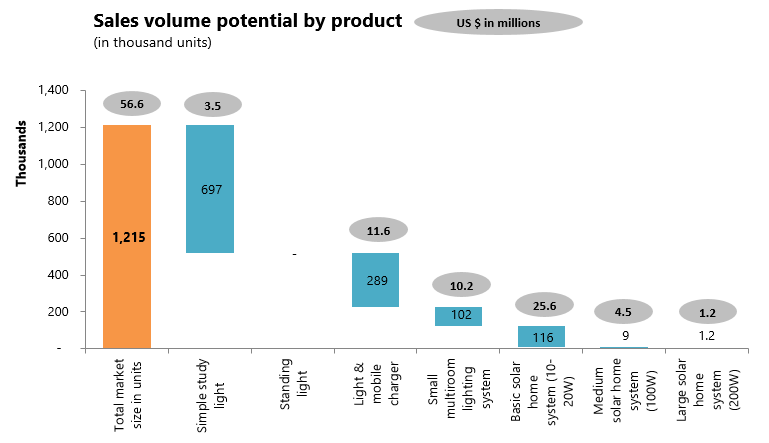 Sales volume potential by product
US $ in millions
(in thousand units)
Thousands
1,400
1,200
1,000
800
600
400
200
-
56.6
3.5
11.6
10.2
25.6
4.5
1.2
1,215
697
-
289
102
116
9
1.2
Total market
size in units
Simple study
light
Standing
light
Light &
mobile
charger
Small
multiroom
lighting
system
Basic solar
home
system (10-
20W)
Medium
solar home
system
(100W)
Large solar
home
system
(200W)